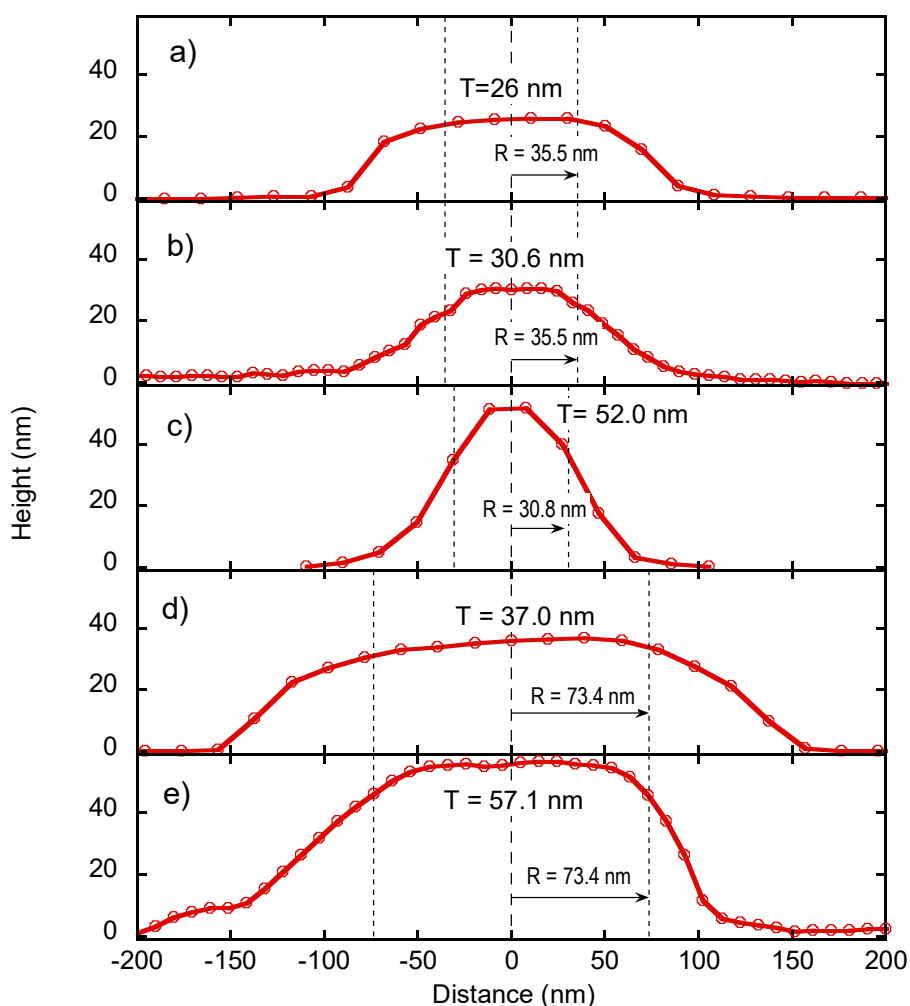 a)
40
20
0
T=26 nm
R = 35.5 nm
b)
40
20
0
T = 30.6 nm
R = 35.5 nm
c)
40
20
0
T= 52.0 nm
R = 30.8 nm
d)
40
20
0
T = 37.0 nm
R = 73.4 nm
e)
40
20
0
T = 57.1 nm
R = 73.4 nm
Height (nm)
-200 -150 -100 -50 0 50 100 150 200
Distance (nm)